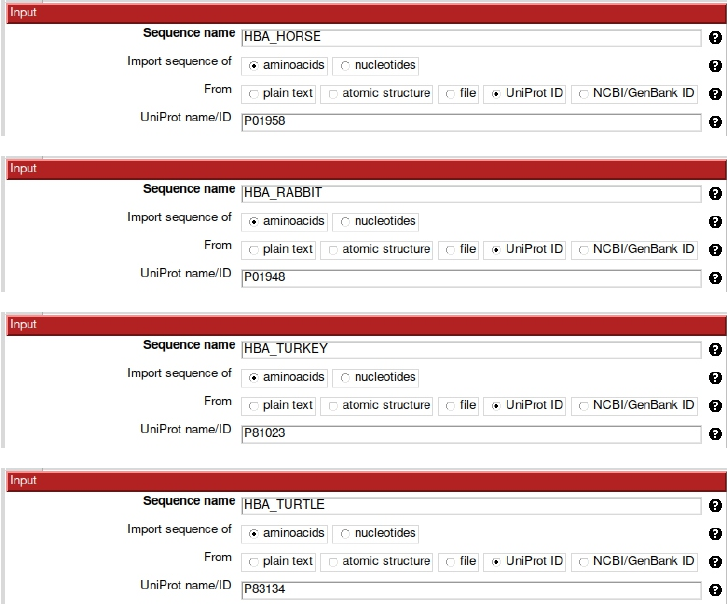 Input
Sequence name HBA_HORSE ?
Import sequence of aminoacids nucleotides ?
From plain text atomic structure file UniProt ID NCBI/GenBank ID ?
UniProt name/ID P01958 ?
Input
Sequence name HBA_RABBIT ?
Import sequence of aminoacids nucleotides ?
From plain text atomic structure file UniProt ID NCBI/GenBank ID ?
UniProt name/ID P01948 ?
Input
Sequence name HBA_TURKEY ?
Import sequence of aminoacids nucleotides ?
From plain text atomic structure file UniProt ID NCBI/GenBank ID ?
UniProt name/ID P81023 ?
Input
Sequence name HBA_TURTLE ?
Import sequence of aminoacids nucleotides ?
From plain text atomic structure file UniProt ID NCBI/GenBank ID ?
UniProt name/ID P83134 ?